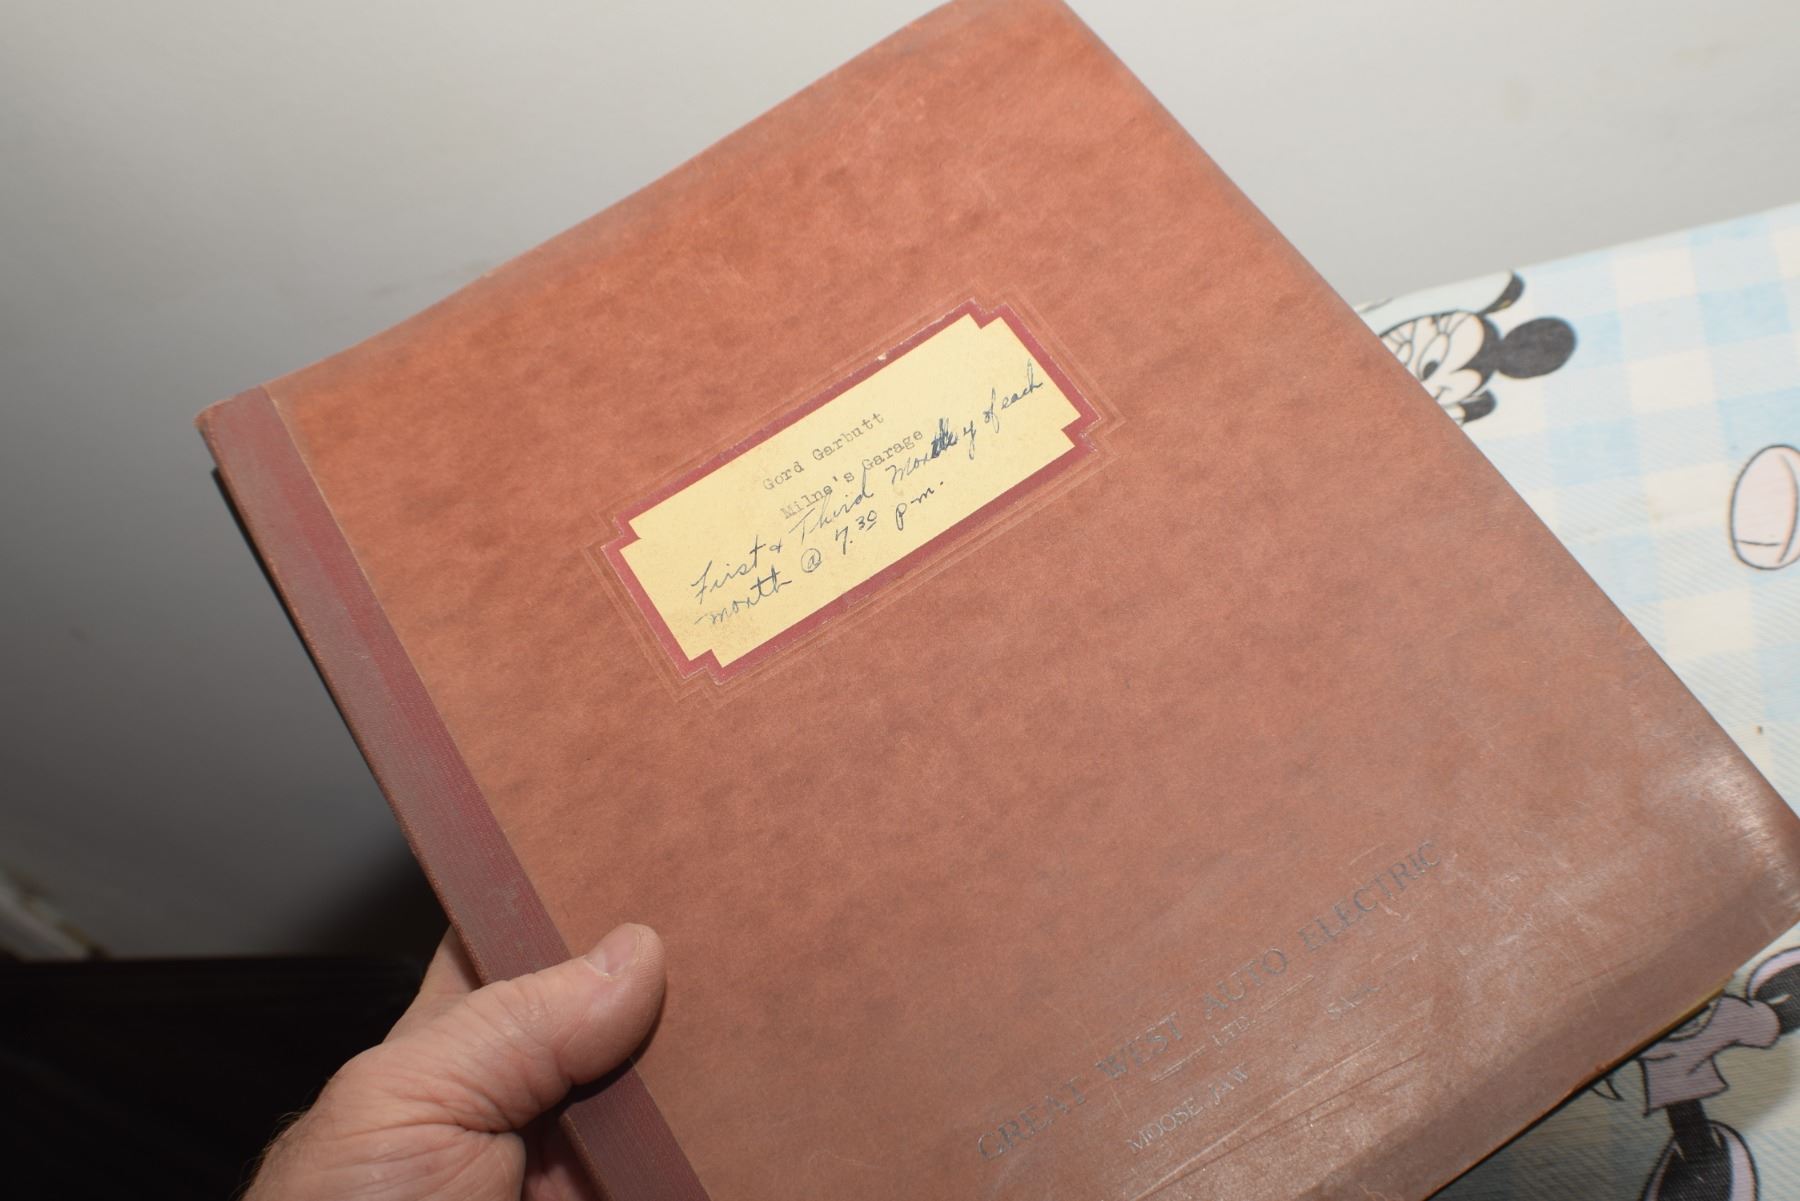 Gord Garbutt
Milne's Garage
First & Third Monday of each
month @ 7.30 p.m.
GREAT WEST AUTO ELECTRIC
LTD.
MOOSE JAW SASK.